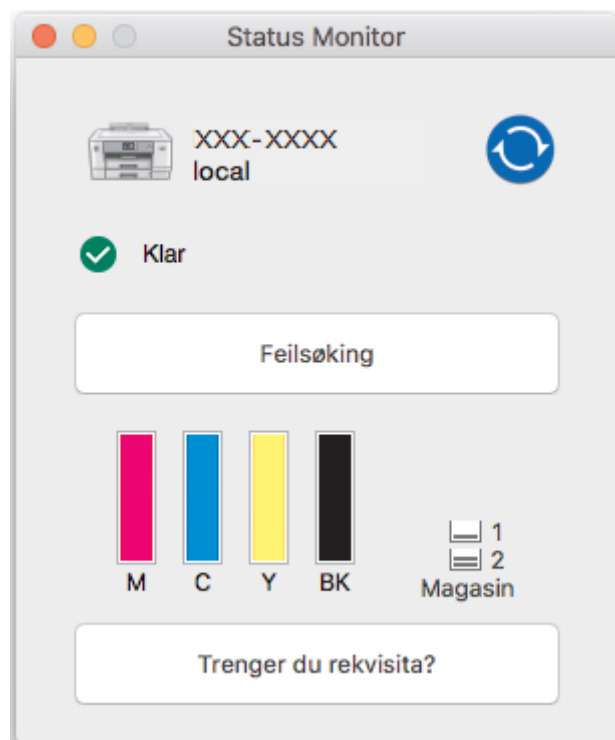 Status Monitor
XXX-XXXX
local
Klar
Feilsøking
M C Y BK
1
2
Magasin
Trenger du rekvisita?